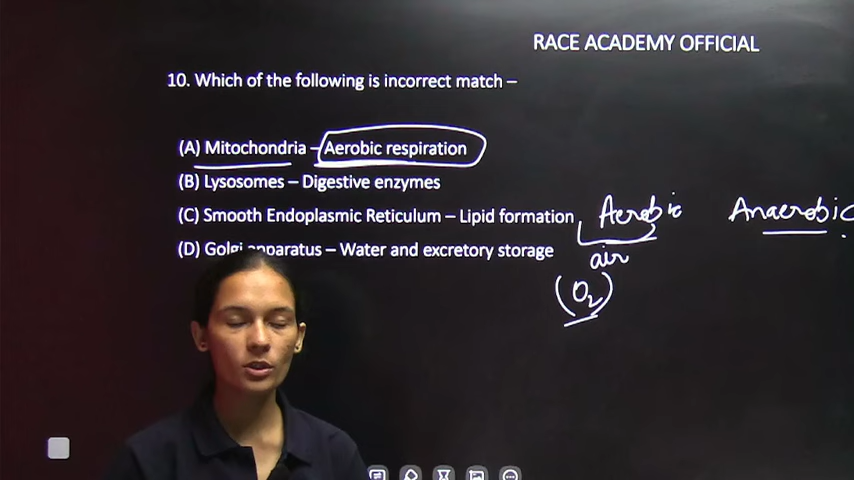 RACE ACADEMY OFFICIAL
10. Which of the following is incorrect match –
(A) Mitochondria – Aerobic respiration
(B) Lysosomes – Digestive enzymes
(C) Smooth Endoplasmic Reticulum – Lipid formation
(D) Golgi apparatus – Water and excretory storage
Aerobic Anaerobic
air
(O₂)